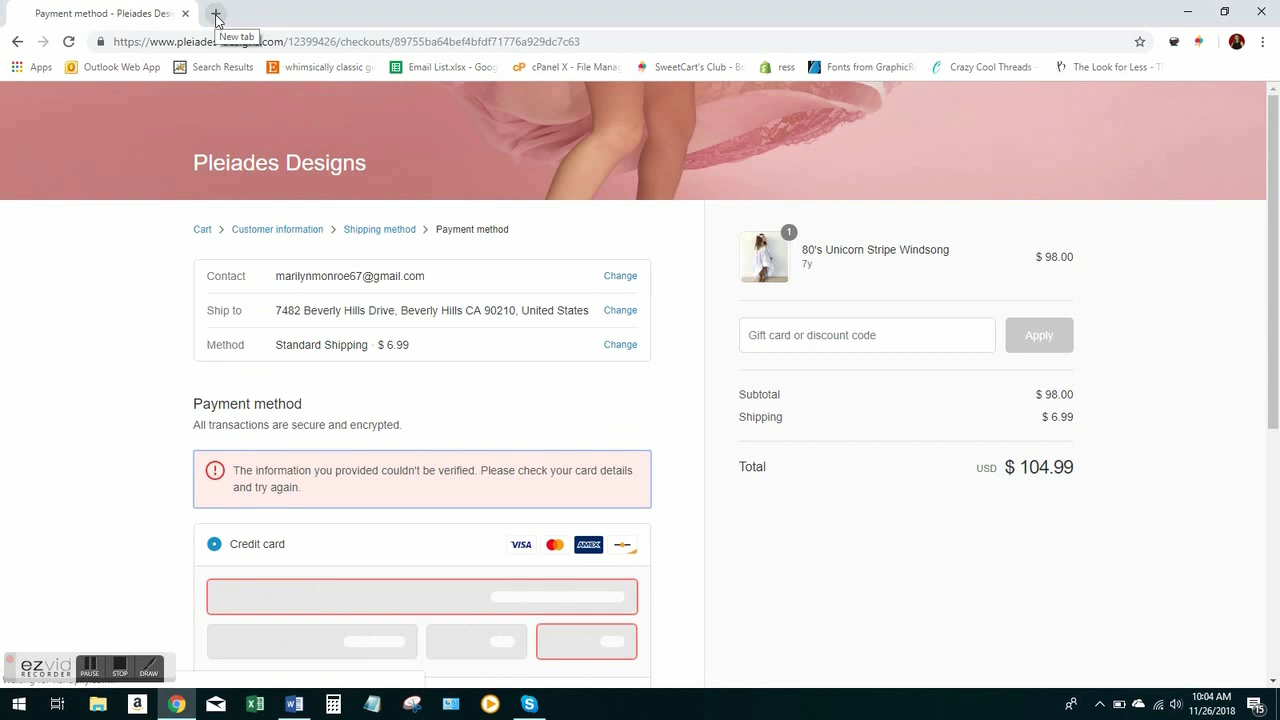 Payment method - Pleiades Desi
New tab
https://www.pleiades-designs.com/12399426/checkouts/89755ba64bef4bfdf71776a929dc7c63
Apps
Outlook Web App
Search Results
whimsically classic gi
Email List.xlsx - Goog
cPanel X - File Mana
SweetCart's Club - Be
ress
Fonts from GraphicRi
Crazy Cool Threads -
The Look for Less - T
Pleiades Designs
Cart > Customer information > Shipping method > Payment method
Contact marilynmonroe67@gmail.com Change
Ship to 7482 Beverly Hills Drive, Beverly Hills CA 90210, United States Change
Method Standard Shipping · $ 6.99 Change
Payment method
All transactions are secure and encrypted.
The information you provided couldn't be verified. Please check your card details
and try again.
Credit card
VISA
AMEX
1
80's Unicorn Stripe Windsong
7y
$ 98.00
Gift card or discount code
Apply
Subtotal $ 98.00
Shipping $ 6.99
Total USD $ 104.99
ezvid
RECORDER
PAUSE
STOP
DRAW
10:04 AM
11/26/2018
15